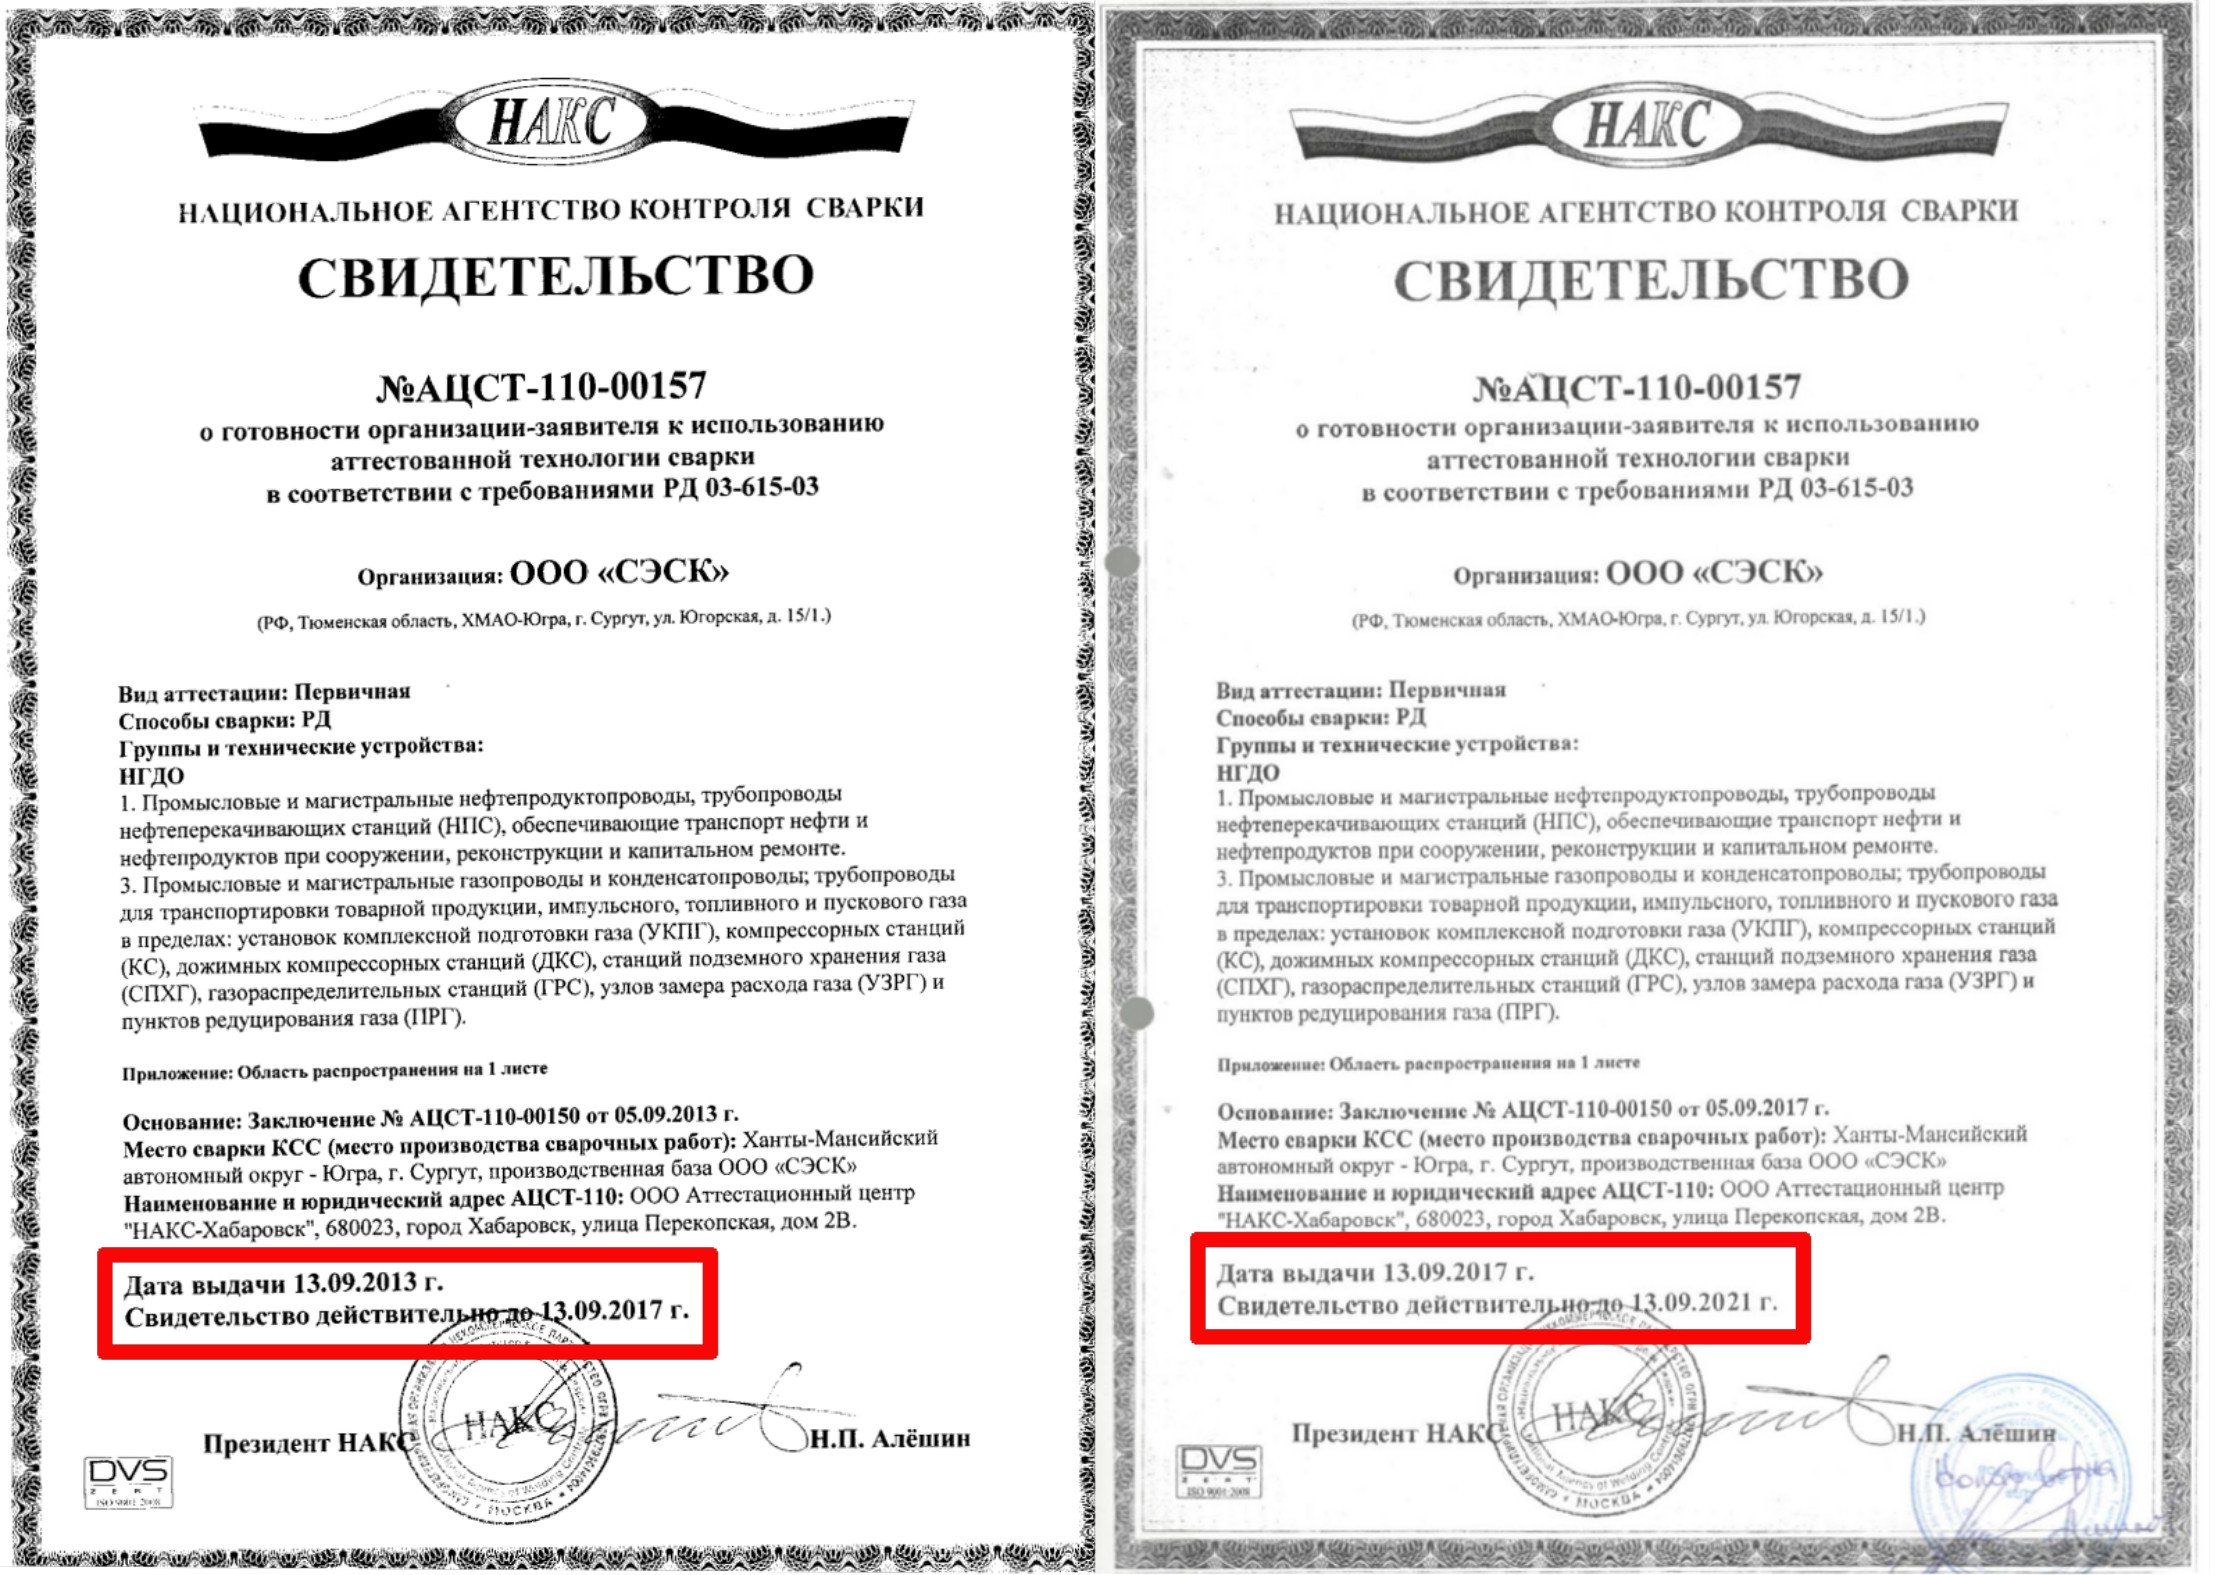 НАКС
НАЦИОНАЛЬНОЕ АГЕНТСТВО КОНТРОЛЯ СВАРКИ
СВИДЕТЕЛЬСТВО
№АЦСТ-110-00157
о готовности организации-заявителя к использованию
аттестованной технологии сварки
в соответствии с требованиями РД 03-615-03
Организация: ООО «СЭСК»
(РФ, Тюменская область, ХМАО-Югра, г. Сургут, ул. Югорская, д. 15/1.)
Вид аттестации: Первичная
Способы сварки: РД
Группы и технические устройства:
НГДО
1. Промысловые и магистральные нефтепродуктопроводы, трубопроводы
нефтеперекачивающих станций (НПС), обеспечивающие транспорт нефти и
нефтепродуктов при сооружении, реконструкции и капитальном ремонте.
3. Промысловые и магистральные газопроводы и конденсатопроводы; трубопроводы
для транспортировки товарной продукции, импульсного, топливного и пускового газа
в пределах: установок комплексной подготовки газа (УКПГ), компрессорных станций
(КС), дожимных компрессорных станций (ДКС), станций подземного хранения газа
(СПХГ), газораспределительных станций (ГРС), узлов замера расхода газа (УЗРГ) и
пунктов редуцирования газа (ПРГ).
Приложение: Область распространения на 1 листе
Основание: Заключение № АЦСТ-110-00150 от 05.09.2013 г.
Место сварки КСС (место производства сварочных работ): Ханты-Мансийский
автономный округ - Югра, г. Сургут, производственная база ООО «СЭСК»
Наименование и юридический адрес АЦСТ-110: ООО Аттестационный центр
"НАКС-Хабаровск", 680023, город Хабаровск, улица Перекопская, дом 2В.
Дата выдачи 13.09.2013 г.
Свидетельство действительно до 13.09.2017 г.
Президент НАКС
НАКС
МОСКВА
Н.П. Алёшин
DVS
ZERT
ISO 9001:2008
НАКС
НАЦИОНАЛЬНОЕ АГЕНТСТВО КОНТРОЛЯ СВАРКИ
СВИДЕТЕЛЬСТВО
№АЦСТ-110-00157
о готовности организации-заявителя к использованию
аттестованной технологии сварки
в соответствии с требованиями РД 03-615-03
Организация: ООО «СЭСК»
(РФ, Тюменская область, ХМАО-Югра, г. Сургут, ул. Югорская, д. 15/1.)
Вид аттестации: Первичная
Способы сварки: РД
Группы и технические устройства:
НГДО
1. Промысловые и магистральные нефтепродуктопроводы, трубопроводы
нефтеперекачивающих станций (НПС), обеспечивающие транспорт нефти и
нефтепродуктов при сооружении, реконструкции и капитальном ремонте.
3. Промысловые и магистральные газопроводы и конденсатопроводы; трубопроводы
для транспортировки товарной продукции, импульсного, топливного и пускового газа
в пределах: установок комплексной подготовки газа (УКПГ), компрессорных станций
(КС), дожимных компрессорных станций (ДКС), станций подземного хранения газа
(СПХГ), газораспределительных станций (ГРС), узлов замера расхода газа (УЗРГ) и
пунктов редуцирования газа (ПРГ).
Приложение: Область распространения на 1 листе
Основание: Заключение № АЦСТ-110-00150 от 05.09.2017 г.
Место сварки КСС (место производства сварочных работ): Ханты-Мансийский
автономный округ - Югра, г. Сургут, производственная база ООО «СЭСК»
Наименование и юридический адрес АЦСТ-110: ООО Аттестационный центр
"НАКС-Хабаровск", 680023, город Хабаровск, улица Перекопская, дом 2В.
Дата выдачи 13.09.2017 г.
Свидетельство действительно до 13.09.2021 г.
Президент НАКС
НАКС
МОСКВА
Н.П. Алёшин
DVS
ZERT
ISO 9001:2008